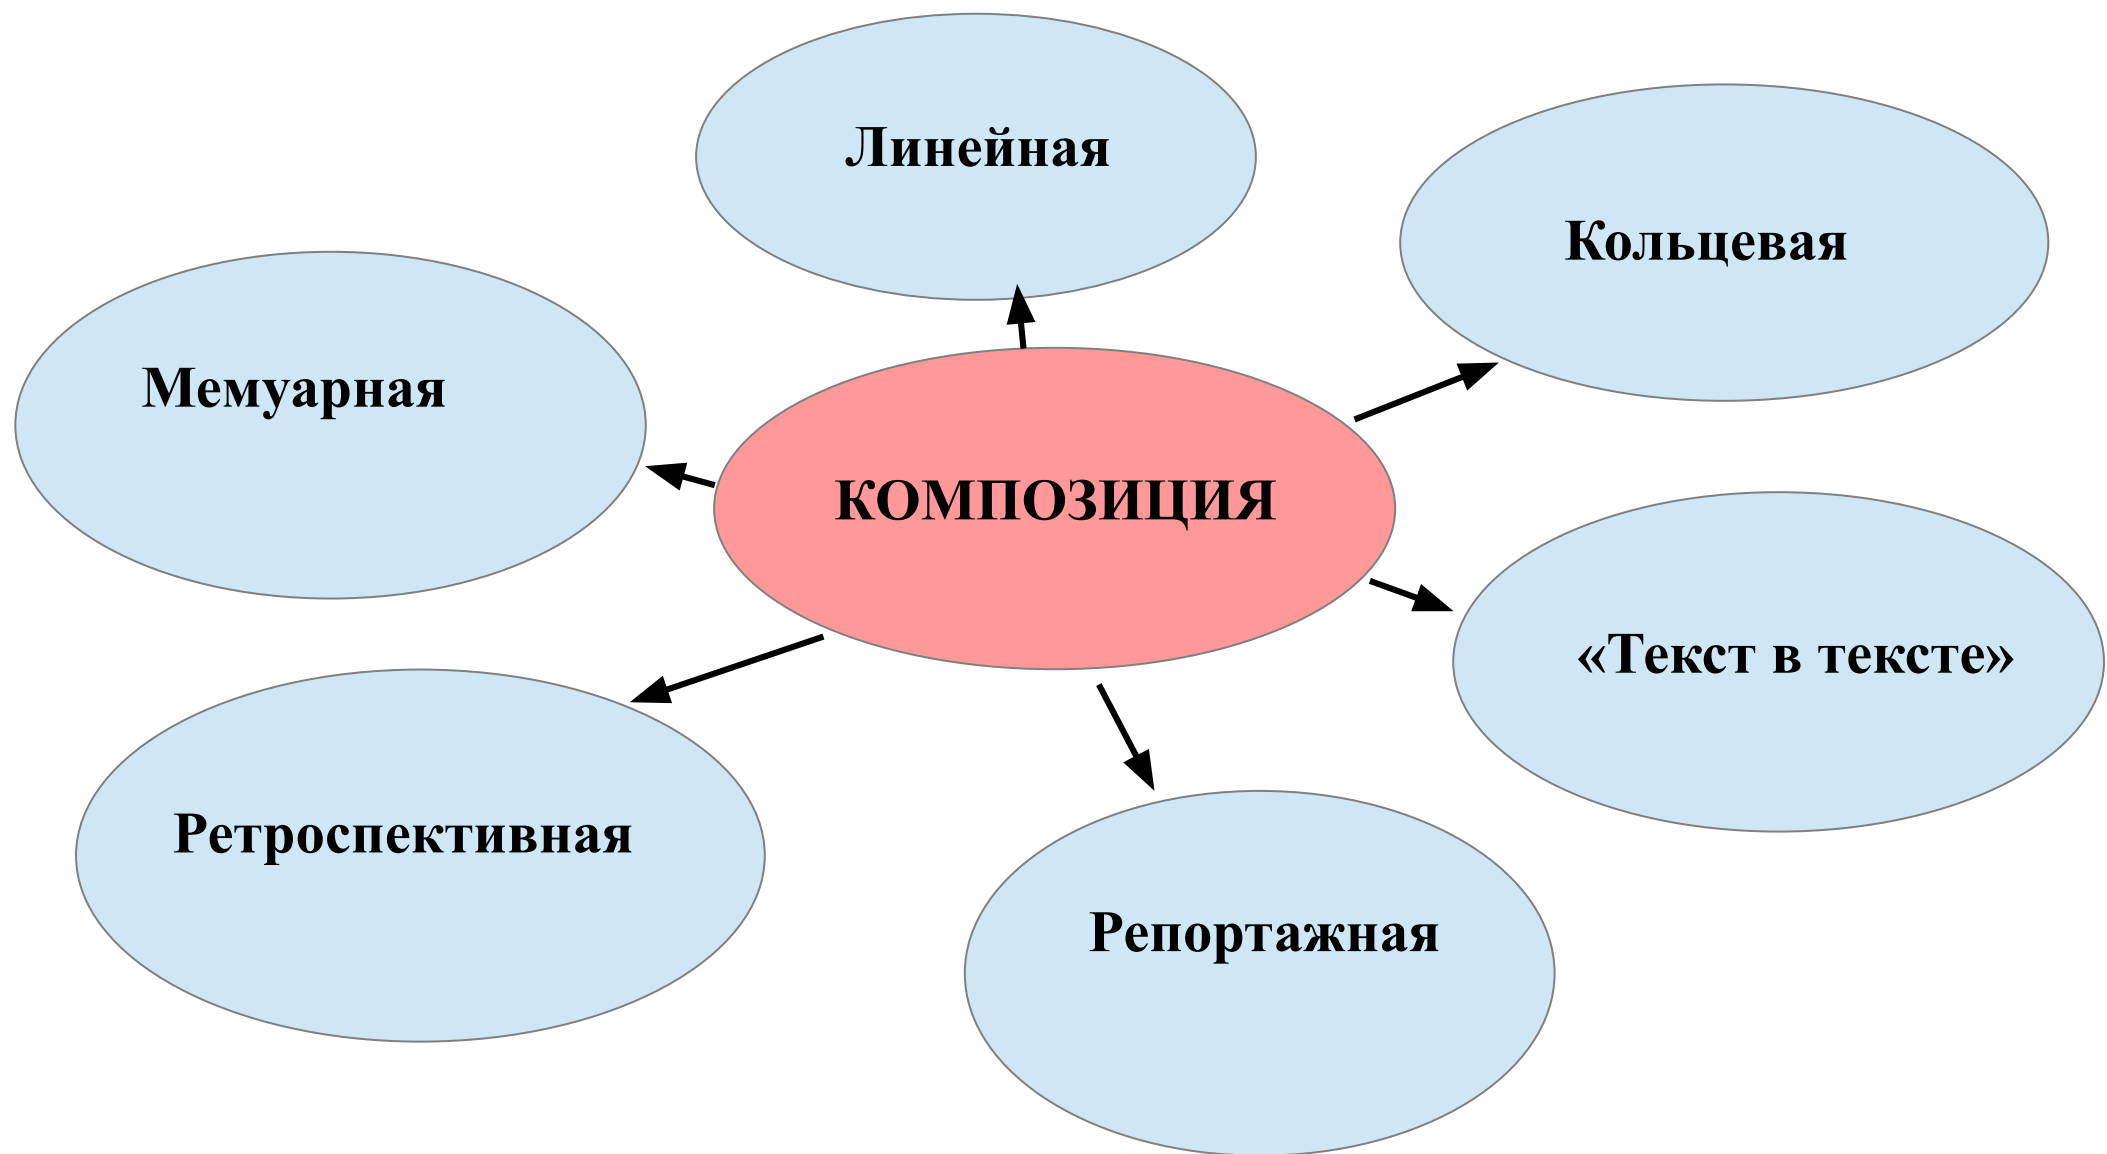 Линейная
Кольцевая
Мемуарная
КОМПОЗИЦИЯ
«Текст в тексте»
Ретроспективная
Репортажная